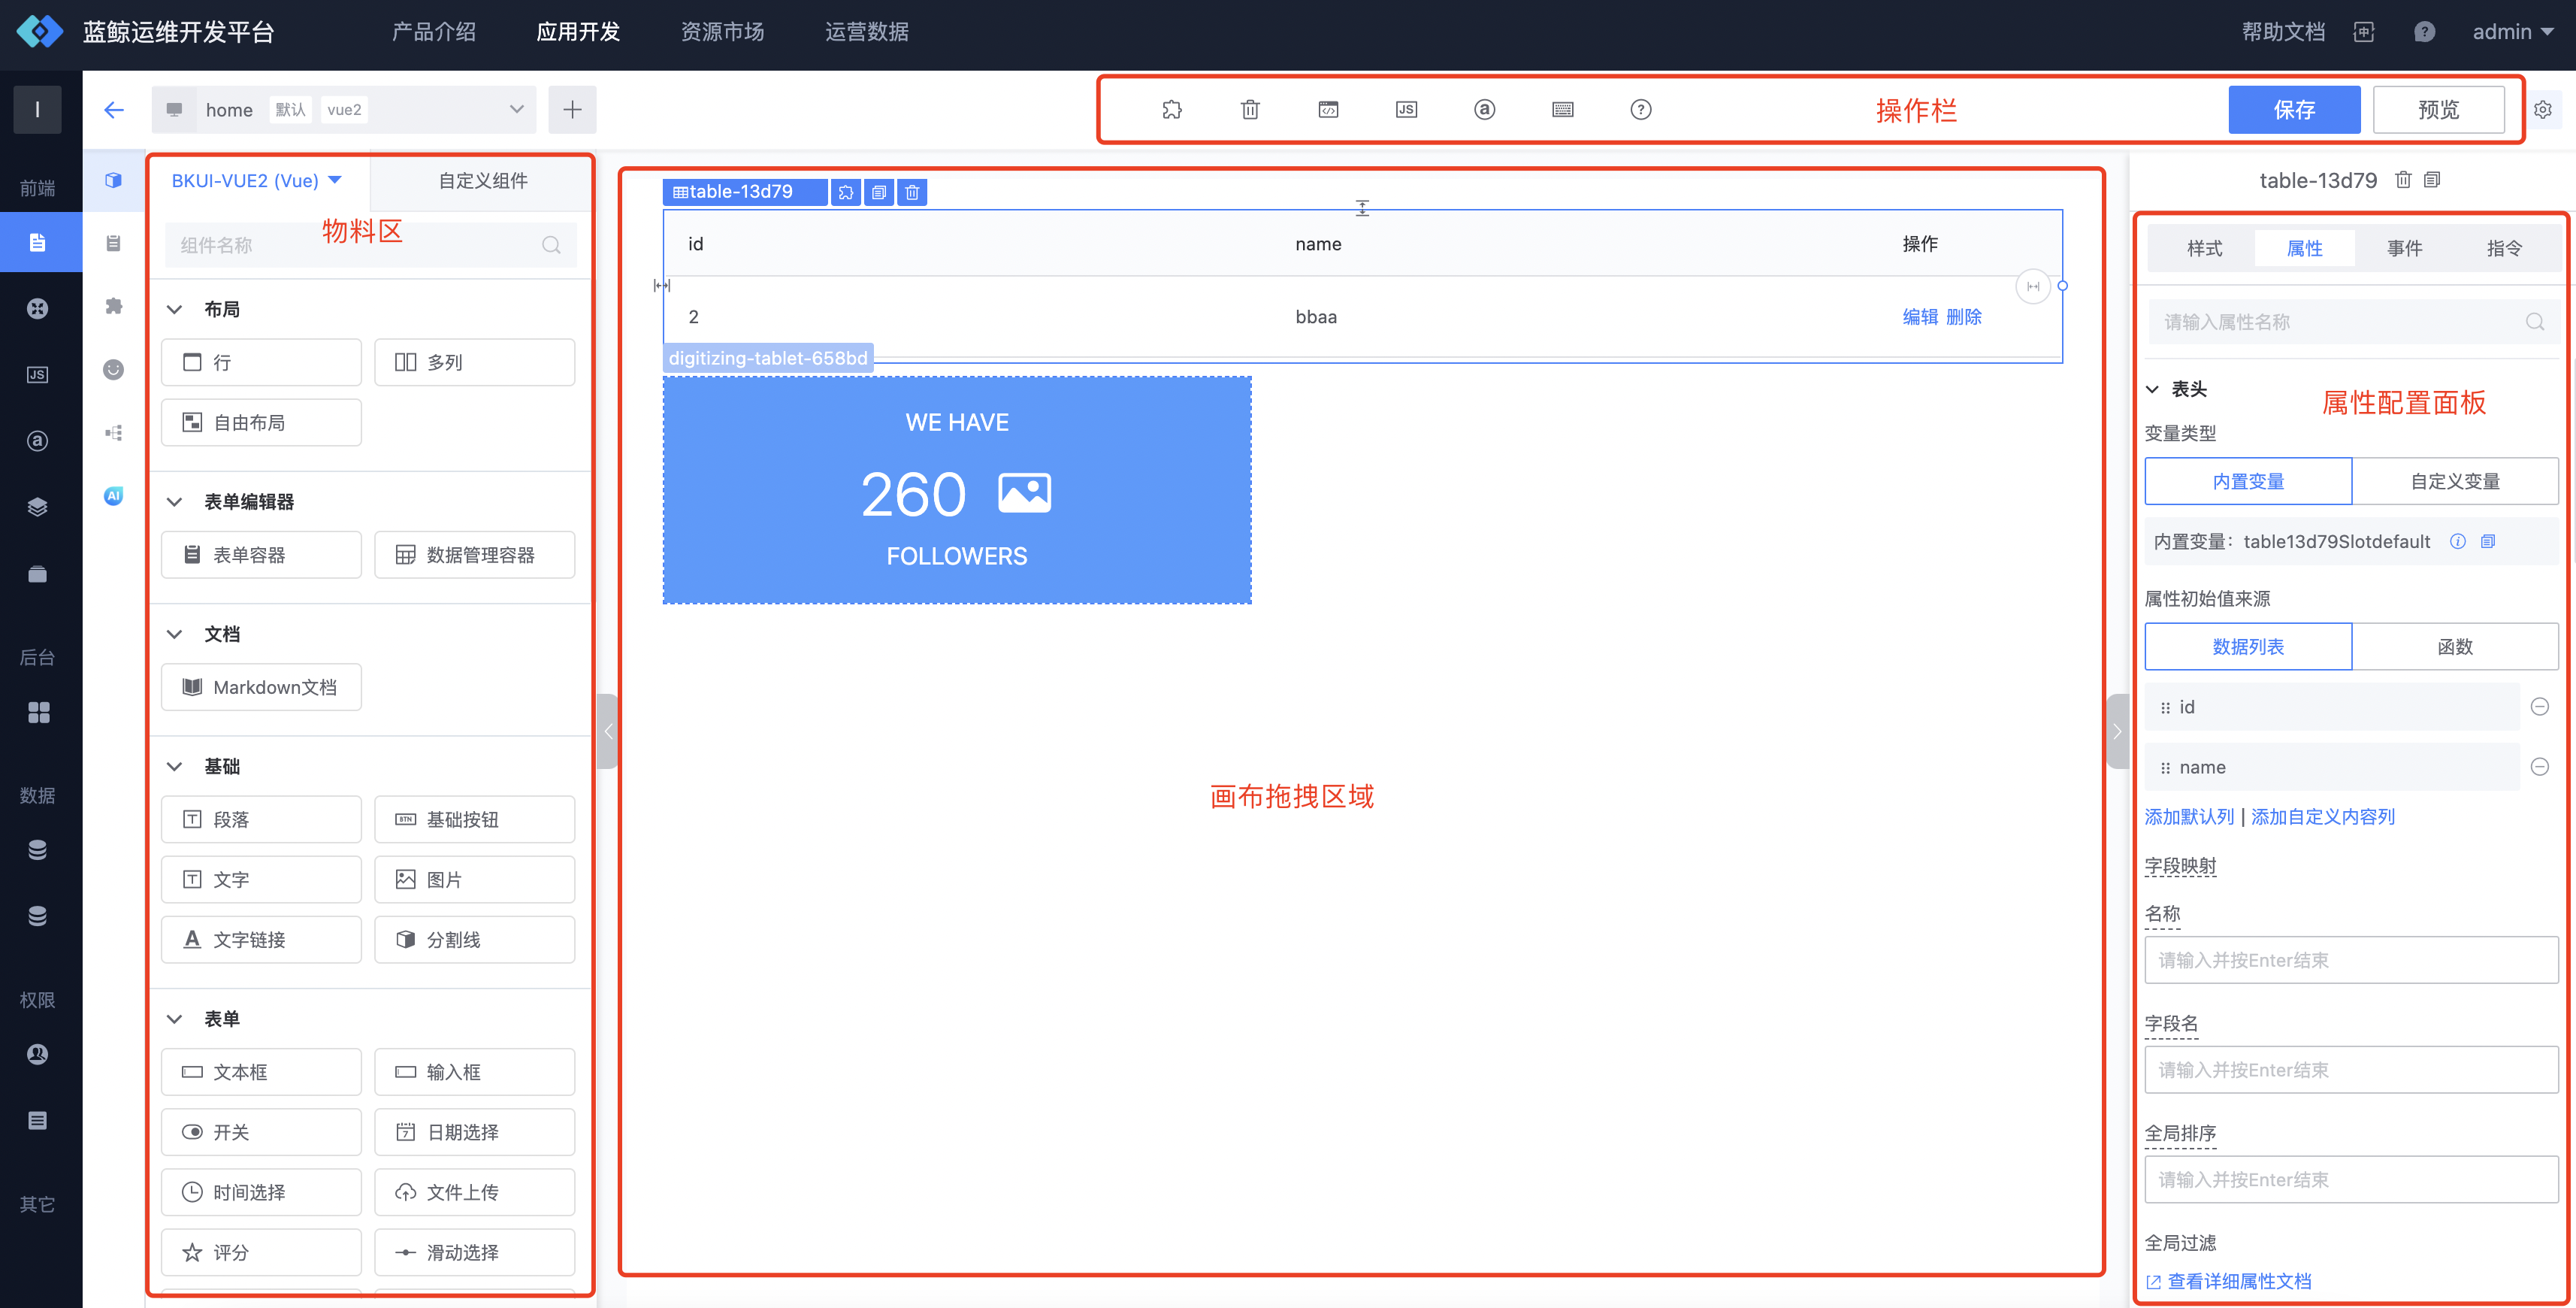 蓝鲸运维开发平台
产品介绍 应用开发 资源市场 运营数据
帮助文档 admin
I
home 默认 vue2
操作栏
保存 预览
前端
后台
数据
权限
其它
AI
BKUI-VUE2 (Vue) 自定义组件
物料区
组件名称
布局
行 多列
自由布局
表单编辑器
表单容器 数据管理容器
文档
Markdown文档
基础
段落 基础按钮
文字 图片
文字链接 分割线
表单
文本框 输入框
开关 日期选择
时间选择 文件上传
评分 滑动选择
table-13d79
id name 操作
2 bbaa 编辑 删除
digitizing-tablet-658bd
WE HAVE
260
FOLLOWERS
画布拖拽区域
table-13d79
样式 属性 事件 指令
请输入属性名称
表头
属性配置面板
变量类型
内置变量 自定义变量
内置变量：table13d79Slotdefault
属性初始值来源
数据列表 函数
id
name
添加默认列 | 添加自定义内容列
字段映射
名称
请输入并按Enter结束
字段名
请输入并按Enter结束
全局排序
请输入并按Enter结束
全局过滤
查看详细属性文档